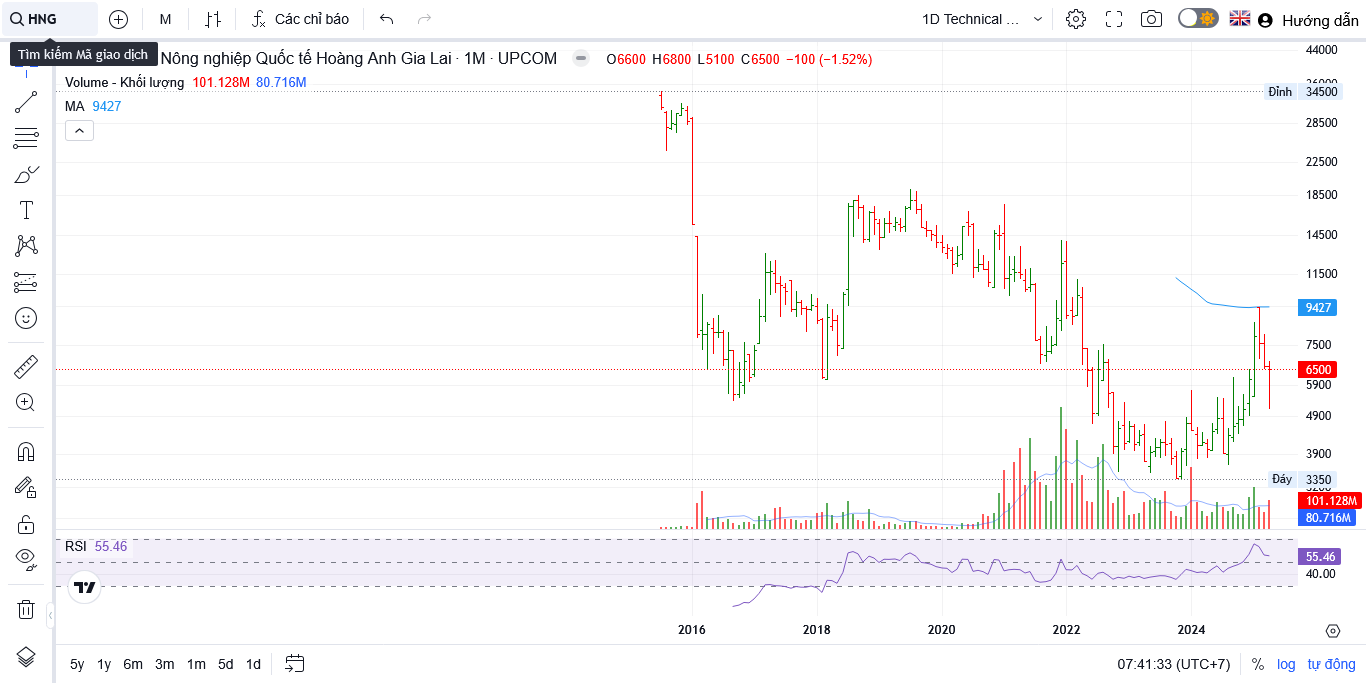 HNG
M
Các chỉ báo
1D Technical ...
Hướng dẫn
Tìm kiếm Mã giao dịch
Nông nghiệp Quốc tế Hoàng Anh Gia Lai · 1M · UPCOM
O6600 H6800 L5100 C6500 −100 (−1.52%)
Volume - Khối lượng 101.128M 80.716M
MA 9427
44000
Đỉnh 34500
28500
22500
18500
14500
11500
9427
7500
6500
5900
4900
3900
Đáy 3350
101.128M
80.716M
RSI 55.46
55.46
40.00
2016 2018 2020 2022 2024
5y 1y 6m 3m 1m 5d 1d
07:41:33 (UTC+7)
% log tự động